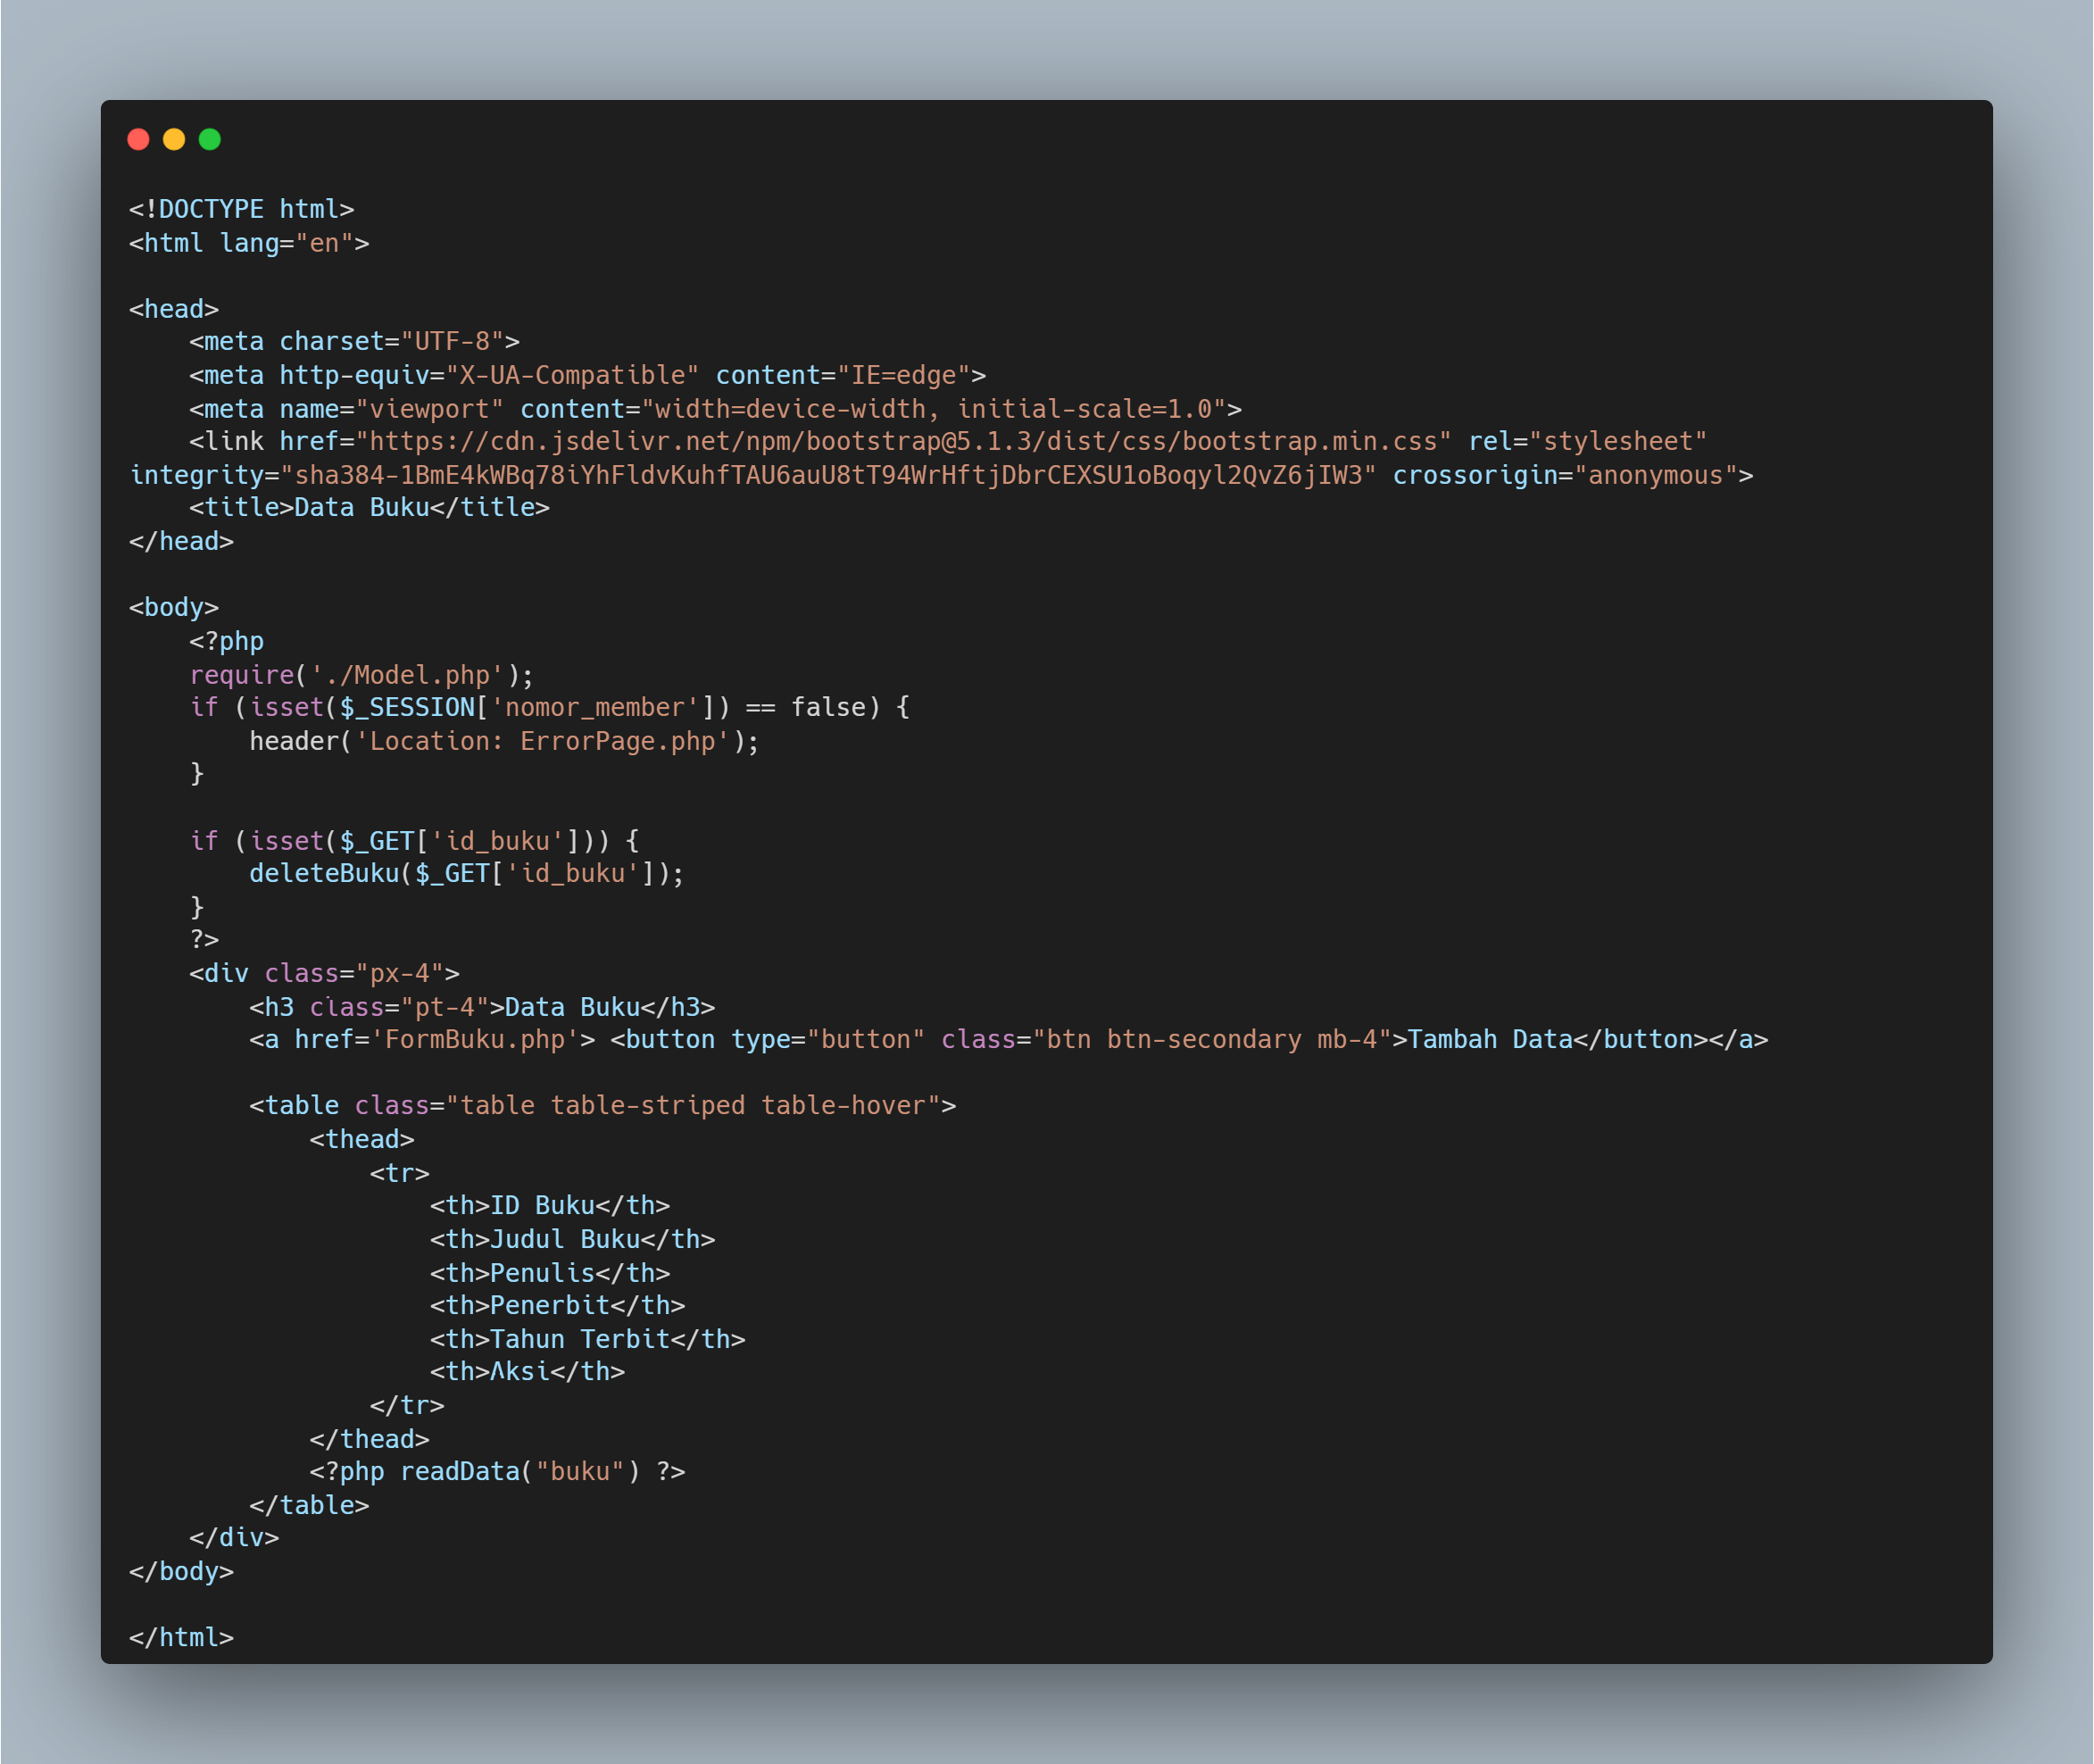 <!DOCTYPE html>
<html lang="en">
<head>
    <meta charset="UTF-8">
    <meta http-equiv="X-UA-Compatible" content="IE=edge">
    <meta name="viewport" content="width=device-width, initial-scale=1.0">
    <link href="https://cdn.jsdelivr.net/npm/bootstrap@5.1.3/dist/css/bootstrap.min.css" rel="stylesheet"
integrity="sha384-1BmE4kWBq78iYhFldvKuhfTAU6auU8tT94WrHftjDbrCEXSU1oBoqyl2QvZ6jIW3" crossorigin="anonymous">
    <title>Data Buku</title>
</head>
<body>
    <?php
    require('./Model.php');
    if (isset($_SESSION['nomor_member']) == false) {
        header('Location: ErrorPage.php');
    }
    if (isset($_GET['id_buku'])) {
        deleteBuku($_GET['id_buku']);
    }
    ?>
    <div class="px-4">
        <h3 class="pt-4">Data Buku</h3>
        <a href='FormBuku.php'> <button type="button" class="btn btn-secondary mb-4">Tambah Data</button></a>
        <table class="table table-striped table-hover">
            <thead>
                <tr>
                    <th>ID Buku</th>
                    <th>Judul Buku</th>
                    <th>Penulis</th>
                    <th>Penerbit</th>
                    <th>Tahun Terbit</th>
                    <th>Aksi</th>
                </tr>
            </thead>
            <?php readData("buku") ?>
        </table>
    </div>
</body>
</html>